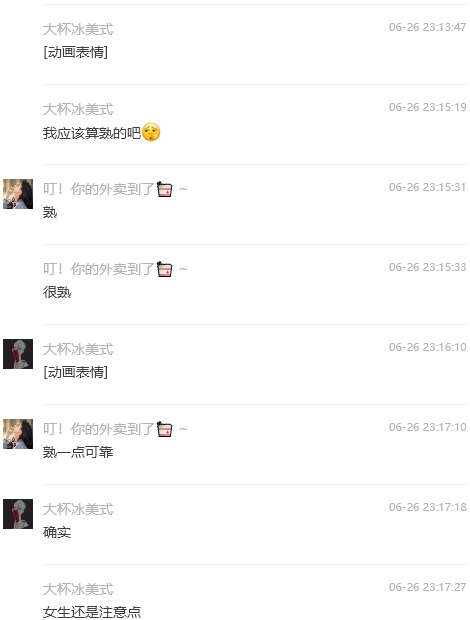 大杯冰美式 06-26 23:13:47
[动画表情]
大杯冰美式 06-26 23:15:19
我应该算熟的吧
叮！你的外卖到了 ~ 06-26 23:15:31
熟
叮！你的外卖到了 ~ 06-26 23:15:33
很熟
大杯冰美式 06-26 23:16:10
[动画表情]
叮！你的外卖到了 ~ 06-26 23:17:10
熟一点可靠
大杯冰美式 06-26 23:17:18
确实
大杯冰美式 06-26 23:17:27
女生还是注意点